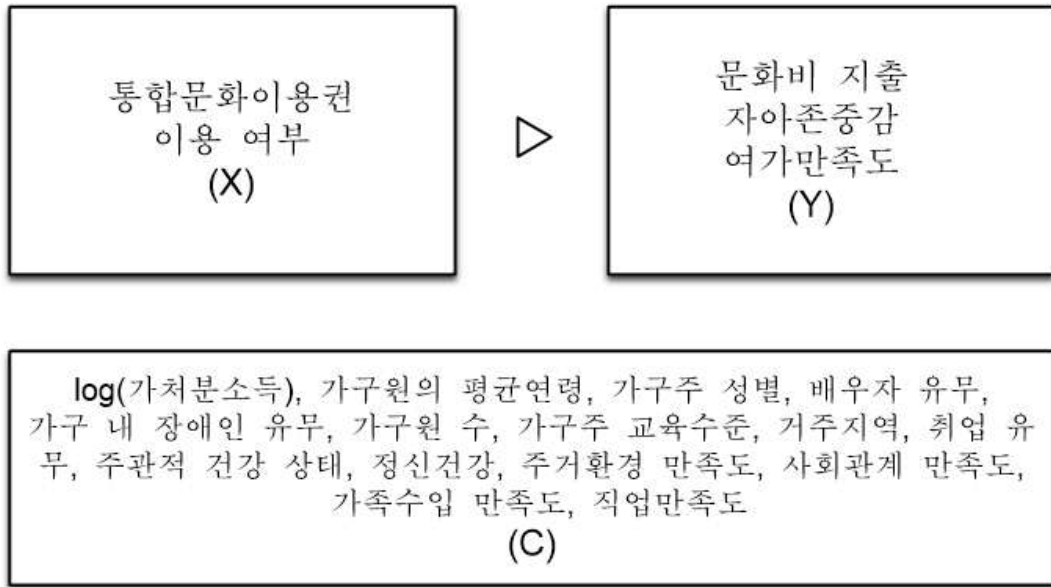 통합문화이용권
이용 여부
(X)
문화비 지출
자아존중감
여가만족도
(Y)
log(가처분소득), 가구원의 평균연령, 가구주 성별, 배우자 유무,
가구 내 장애인 유무, 가구원 수, 가구주 교육수준, 거주지역, 취업 유
무, 주관적 건강 상태, 정신건강, 주거환경 만족도, 사회관계 만족도,
가족수입 만족도, 직업만족도
(C)